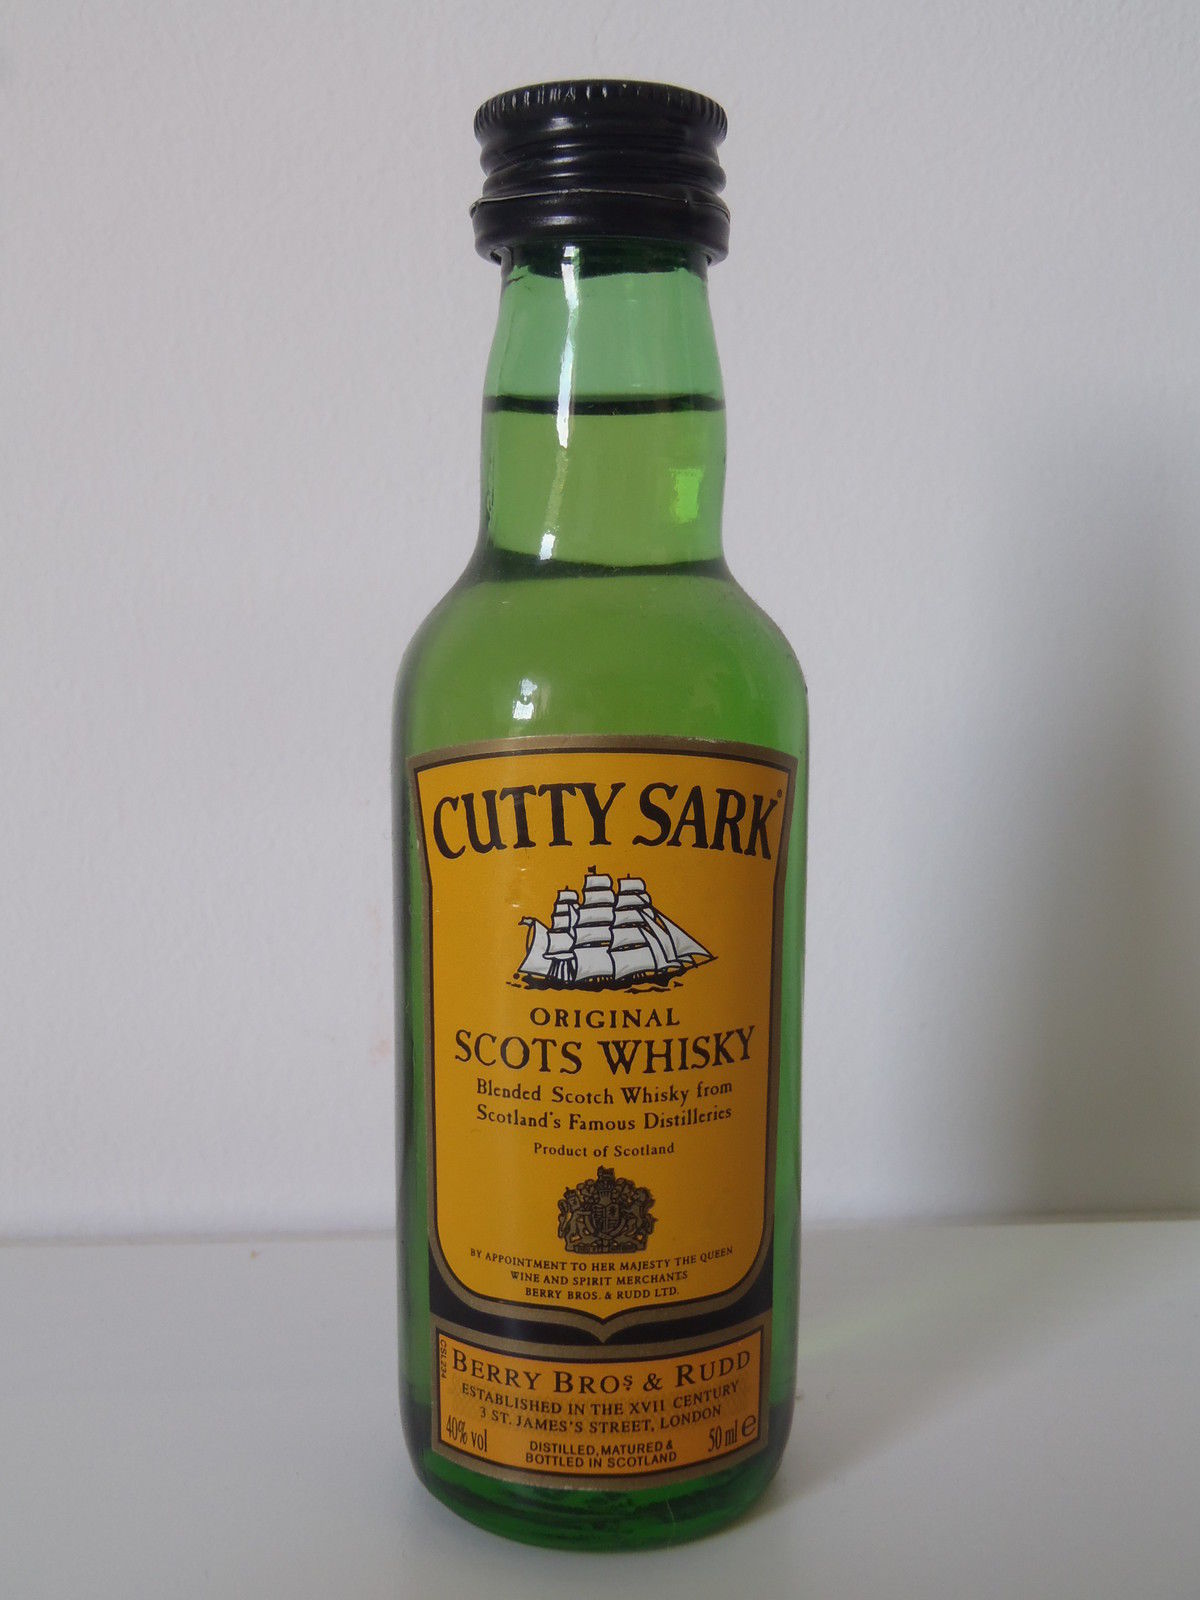 CUTTY SARK®
ORIGINAL
SCOTS WHISKY
Blended Scotch Whisky from
Scotland's Famous Distilleries
Product of Scotland
BY APPOINTMENT TO HER MAJESTY THE QUEEN
WINE AND SPIRIT MERCHANTS
BERRY BROS. & RUDD LTD.
CSL234
BERRY BROS & RUDD
ESTABLISHED IN THE XVII CENTURY
3 ST. JAMES'S STREET, LONDON
40% vol
50 ml e
DISTILLED, MATURED &
BOTTLED IN SCOTLAND